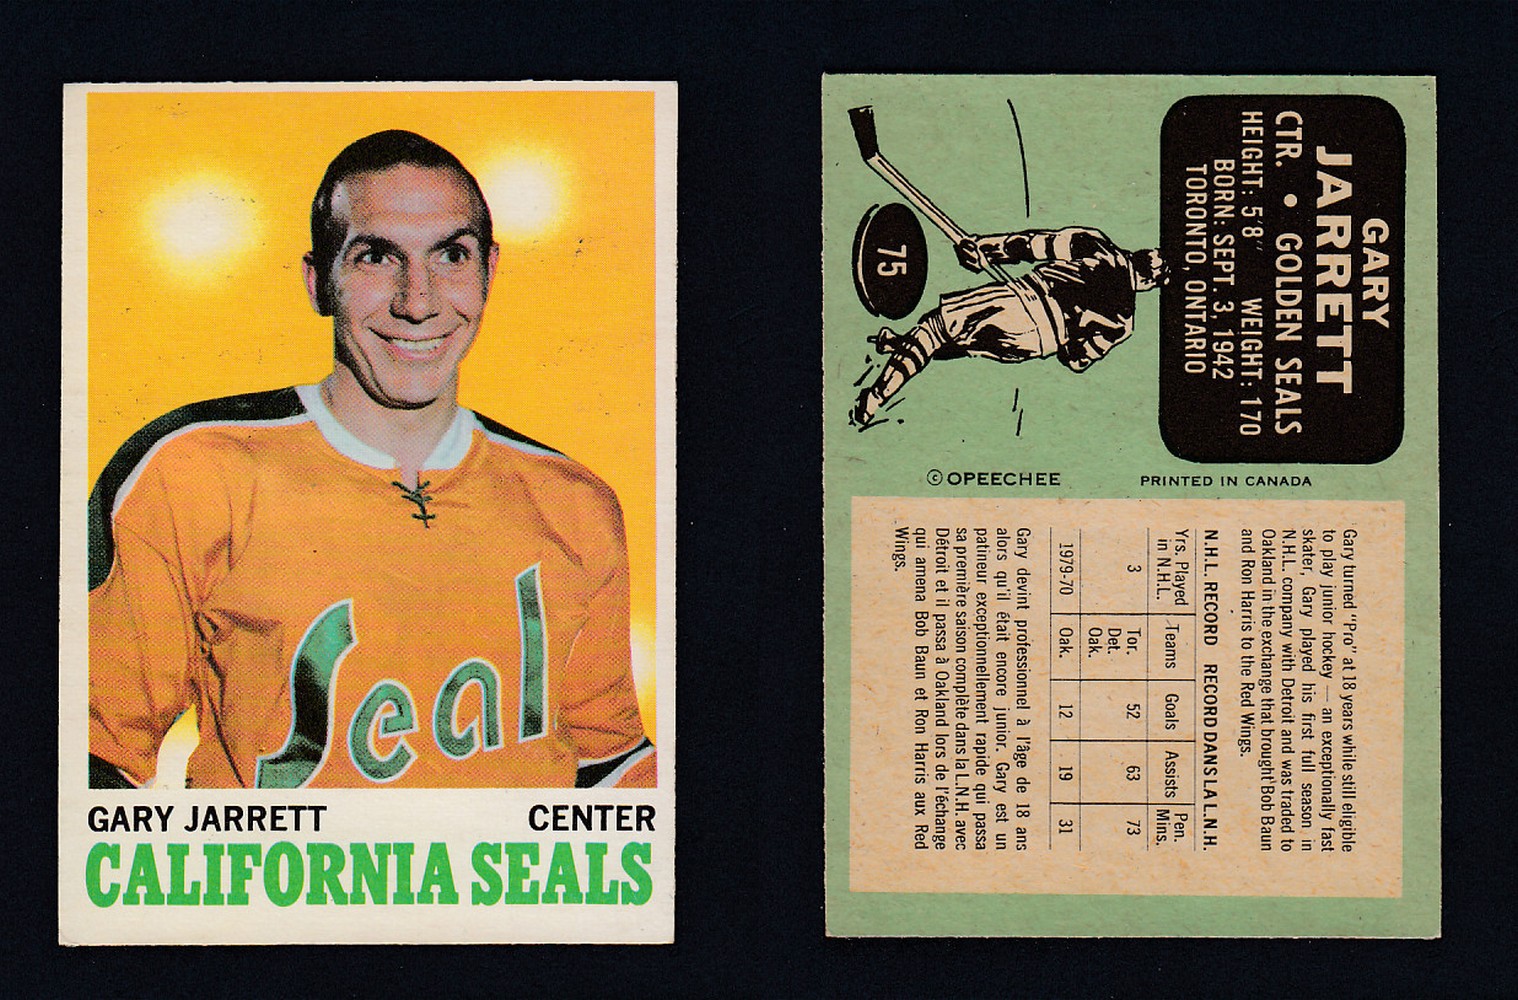 Seal
GARY JARRETT CENTER
CALIFORNIA SEALS
GARY
JARRETT
CTR. • GOLDEN SEALS
HEIGHT: 5'8" WEIGHT: 170
BORN: SEPT. 3, 1942
TORONTO, ONTARIO
75
© OPEECHEE PRINTED IN CANADA
Gary turned "Pro" at 18 years while still eligible
to play junior hockey — an exceptionally fast
skater, Gary played his first full season in
N.H.L. company with Detroit and was traded to
Oakland in the exchange that brought Bob Baun
and Ron Harris to the Red Wings.
N.H.L. RECORD RECORD DANS LA L.N.H.
Yrs. Played Teams Goals Assists Pen.
in N.H.L. Mins.
3 Tor. 52 63 73
Det.
Oak.
1979-70 Oak. 12 19 31
Gary devint professionnel à l'âge de 18 ans
alors qu'il était encore junior. Gary est un
patineur exceptionnellement rapide qui passa
sa première saison complète dans la L.N.H. avec
Détroit et il passa à Oakland lors de l'échange
qui amena Bob Baun et Ron Harris aux Red
Wings.